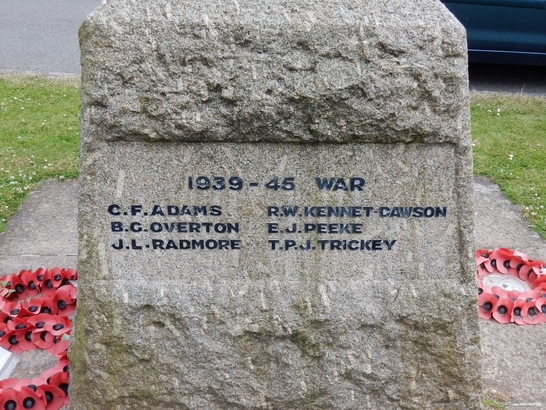 1939-45 WAR
C.F. ADAMS R.W. KENNET-DAWSON
B.G. OVERTON E.J. PEEKE
J.L. RADMORE T.P.J. TRICKEY